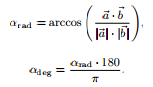 α_rad = arccos ( (a⃗ · b⃗) / (|a⃗| · |b⃗|) ),
α_deg = (α_rad · 180) / π.